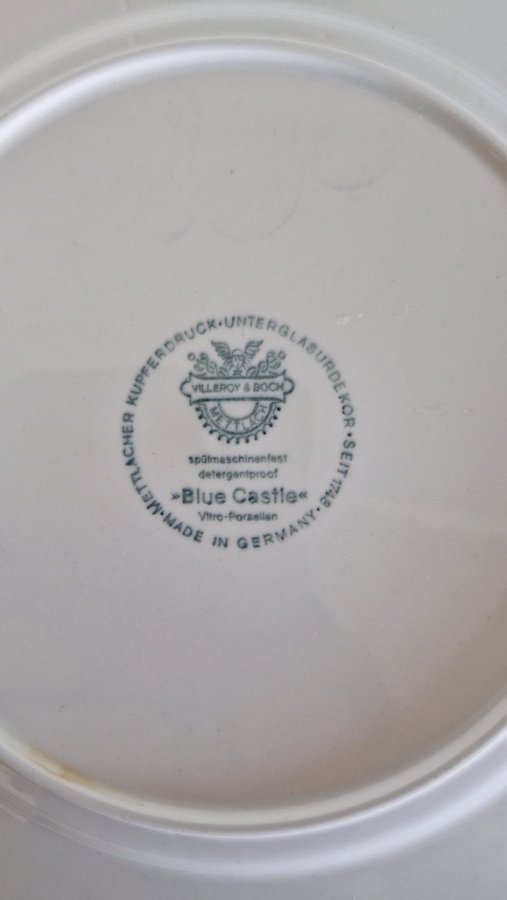 METTLACHER KUPFERDRUCK·UNTERGLASURDEKOR·SEIT 1748·
VILLEROY & BOCH
METTLACH
spülmaschinenfest
detergentproof
»Blue Castle«
Vitro-Porzellan
MADE IN GERMANY·